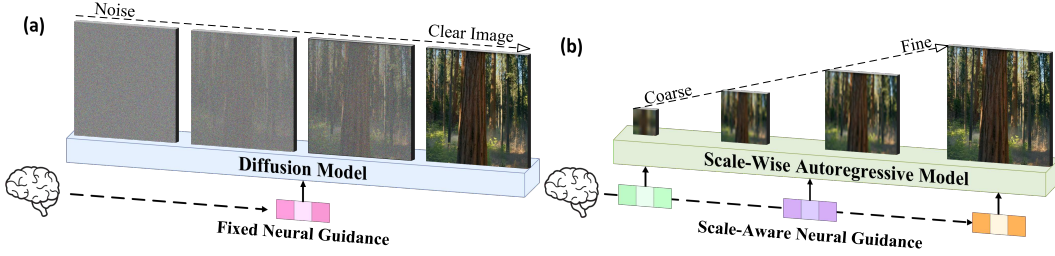 (a)
Noise
Clear Image
Diffusion Model
Fixed Neural Guidance
(b)
Coarse
Fine
Scale-Wise Autoregressive Model
Scale-Aware Neural Guidance